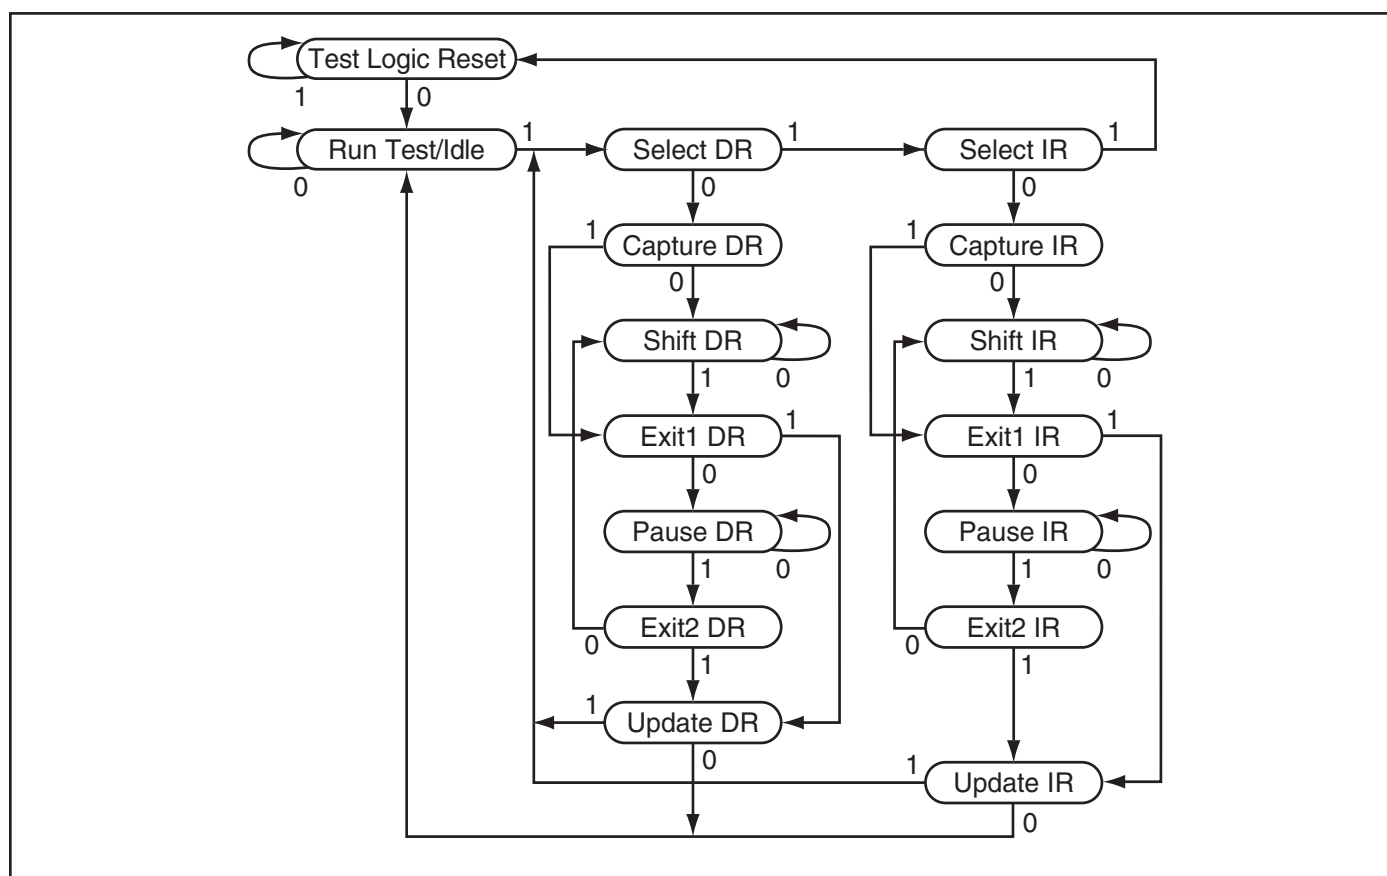 Test Logic Reset
1
0
Run Test/Idle
1
Select DR
1
Select IR
1
0
0
0
1
Capture DR
1
Capture IR
0
0
Shift DR
Shift IR
1
0
1
0
Exit1 DR
1
Exit1 IR
1
0
0
Pause DR
Pause IR
1
0
1
0
Exit2 DR
Exit2 IR
0
1
0
1
1
Update DR
0
1
Update IR
0